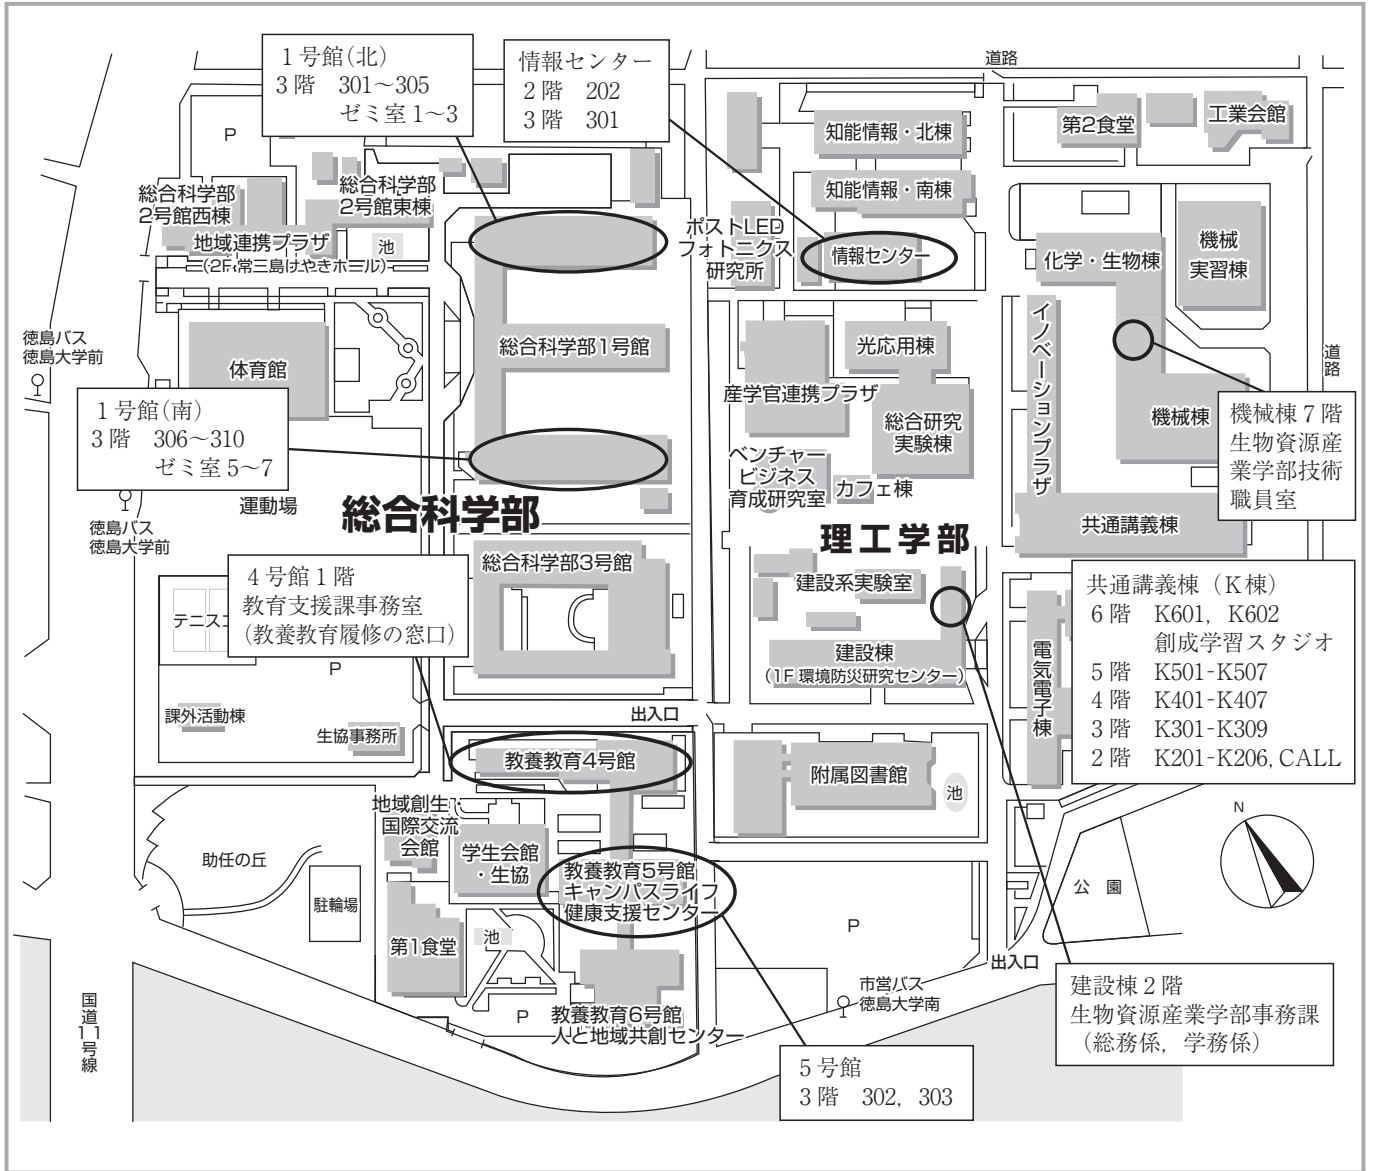 1号館(北)
3階　301〜305
ゼミ室1〜3
情報センター
2階　202
3階　301
道路
P
知能情報・北棟
第2食堂
工業会館
総合科学部
2号館西棟
総合科学部
2号館東棟
知能情報・南棟
地域連携プラザ
(2F:常三島けやきホール)
池
ポストLED
フォトニクス
研究所
情報センター
化学・生物棟
機械
実習棟
徳島バス
徳島大学前
体育館
総合科学部1号館
光応用棟
イノベーションプラザ
道路
産学官連携プラザ
総合研究
実験棟
機械棟
1号館(南)
3階　306〜310
ゼミ室5〜7
機械棟7階
生物資源産
業学部技術
職員室
ベンチャー
ビジネス
育成研究室
カフェ棟
運動場
総合科学部
徳島バス
徳島大学前
理工学部
共通講義棟
総合科学部3号館
4号館1階
教育支援課事務室
(教養教育履修の窓口)
建設系実験室
共通講義棟（K棟）
6階　K601，K602
創成学習スタジオ
5階　K501-K507
4階　K401-K407
3階　K301-K309
2階　K201-K206, CALL
テニスコ
P
建設棟
(1F 環境防災研究センター)
電気電子棟
課外活動棟
生協事務所
出入口
教養教育4号館
附属図書館
池
地域創生・
国際交流
会館
学生会館
・生協
N
助任の丘
駐輪場
教養教育5号館
キャンパスライフ
健康支援センター
公　園
第1食堂
池
P
出入口
国道11号線
P
教養教育6号館
人と地域共創センター
市営バス
徳島大学南
建設棟2階
生物資源産業学部事務課
（総務係，学務係）
5号館
3階　302，303